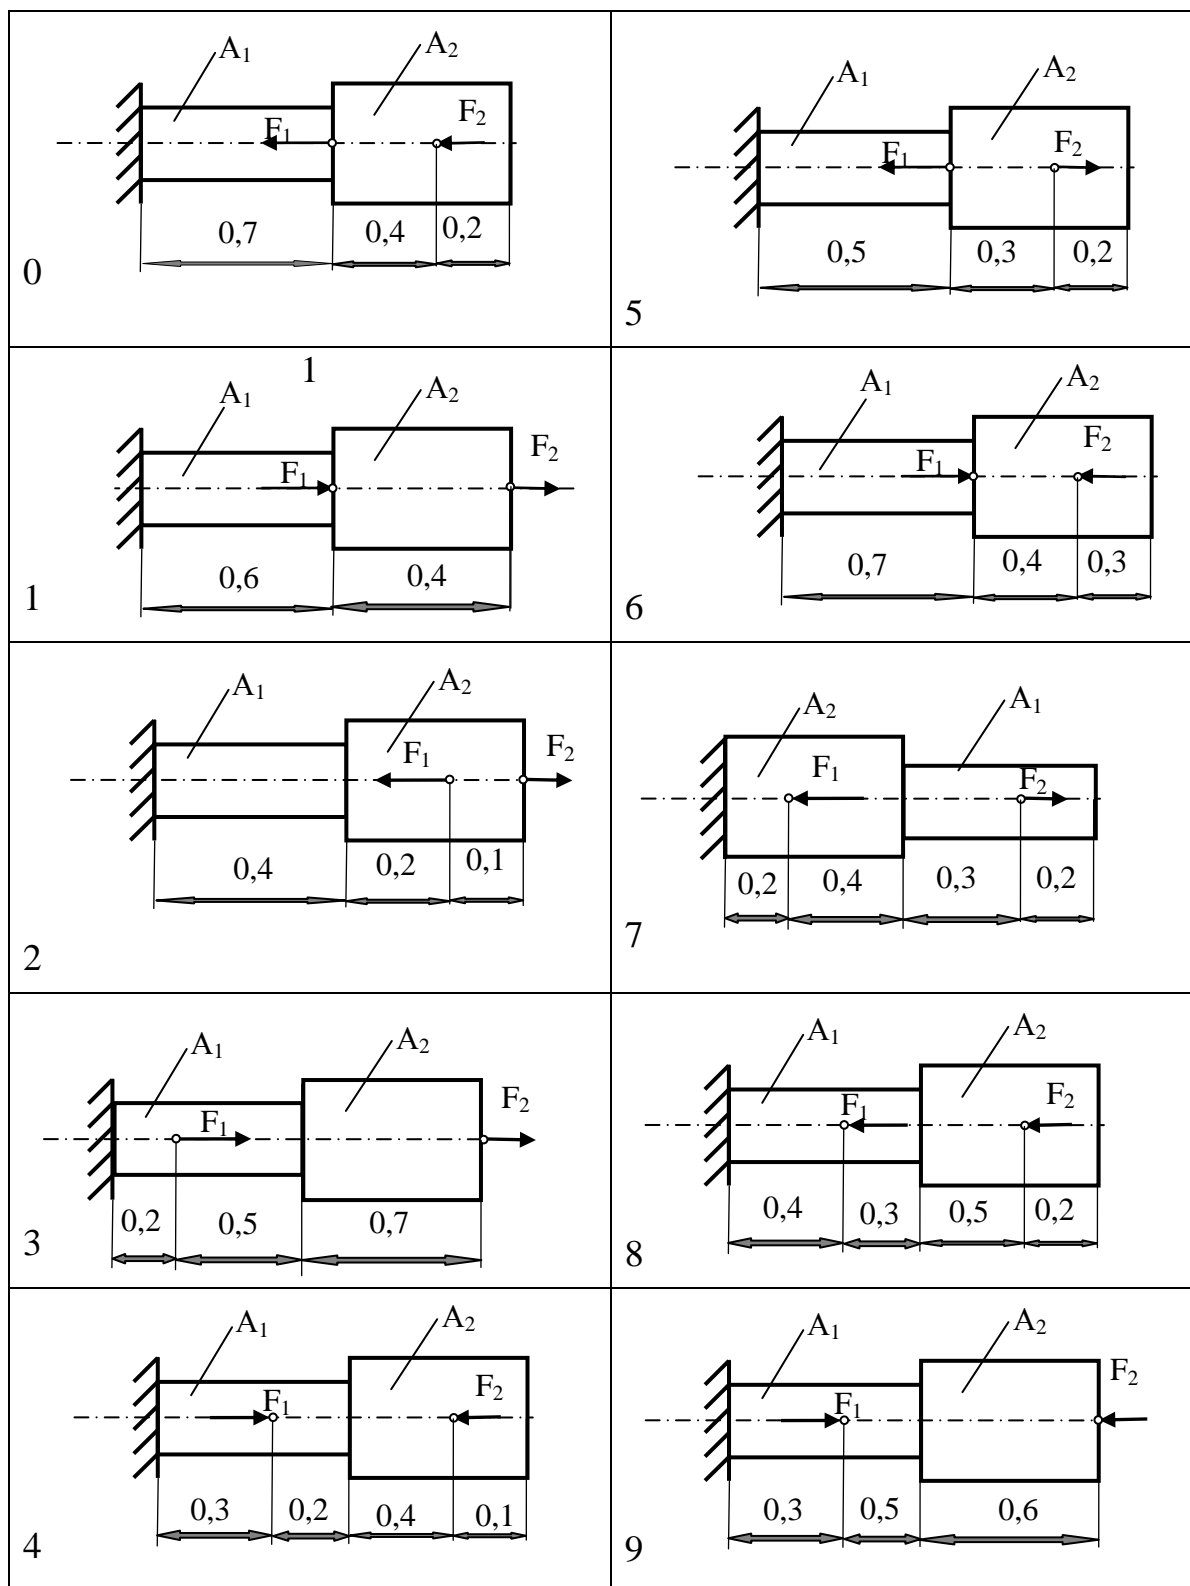 A₁ A₂
F₁ F₂
0,7 0,4 0,2
0
A₁ A₂
F₁ F₂
0,5 0,3 0,2
5
1
A₁ A₂
F₁ F₂
0,6 0,4
1
A₁ A₂
F₁ F₂
0,7 0,4 0,3
6
A₁ A₂
F₁ F₂
0,4 0,2 0,1
2
A₂ A₁
F₁ F₂
0,2 0,4 0,3 0,2
7
A₁ A₂
F₁ F₂
0,2 0,5 0,7
3
A₁ A₂
F₁ F₂
0,4 0,3 0,5 0,2
8
A₁ A₂
F₁ F₂
0,3 0,2 0,4 0,1
4
A₁ A₂
F₁ F₂
0,3 0,5 0,6
9